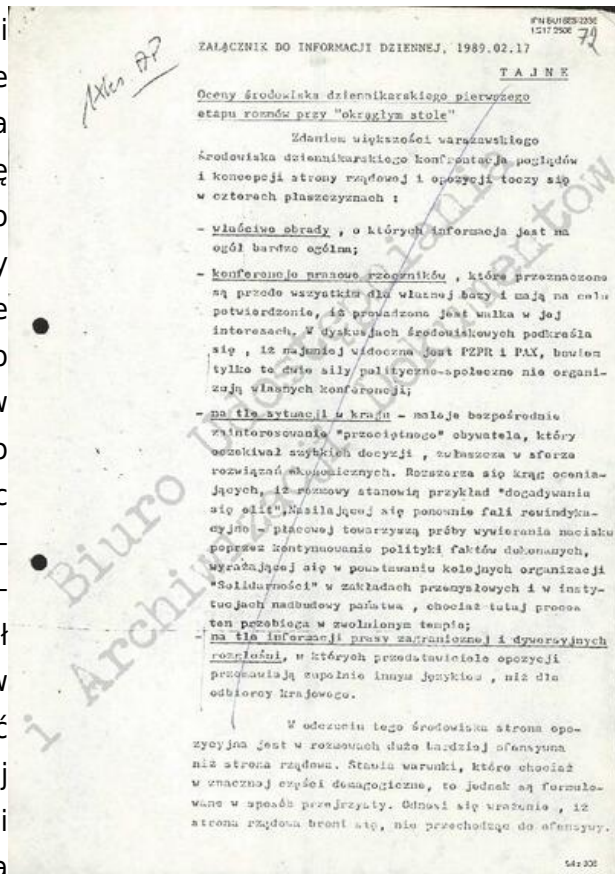 i
e
a
ę
o
y
e
o
w
o
c
-
-
ł
w
ć
j
i
a
72
ZAŁĄCZNIK DO INFORMACJI DZIENNEJ, 1989.02.17
T A J N E
Oceny środowiska dziennikarskiego pierwszego
etapu rozmów przy "okrągłym stole"
Zdaniem większości warszawskiego
środowiska dziennikarskiego konfrontacja poglądów
i koncepcji strony rządowej i opozycji toczy się
w czterech płaszczyznach :
- właściwe obrady , o których informacja jest na
ogół bardzo ogólna;
- konferencje prasowe rzeczników , które przeznaczone
są przede wszystkim dla własnej bazy i mają na celu
potwierdzenie, iż prowadzona jest walka w jej
interesach. W dyskusjach środowiskowych podkreśla
się , iż najmniej widoczne jest PZPR i PAX, bowiem
tylko te dwie siły polityczno-społeczne nie organi-
zują własnych konferencji;
- na tle sytuacji w kraju - maleje bezpośrednie
zainteresowanie "przeciętnego" obywatela, który
oczekiwał szybkich decyzji , zwłaszcza w sferze
rozwiązań ekonomicznych. Rozszerza się krąg ocenia-
jących, iż rozmowy stanowią przykład "dogadywania
się elit",Nasilającej się ponownie fali rewindyka-
cyjno - płacowej towarzyszą próby wywierania nacisku
poprzez kontynuowanie polityki faktów dokonanych,
wyrażającej się w powstawaniu kolejnych organizacji
"Solidarności" w zakładach przemysłowych i w insty-
tucjach nadbudowy państwa , chociaż tutaj proces
ten przebiega w zwolnionym tempie;
- na tle informacji prasy zagranicznej i dywersyjnych
rozgłośni, w których przedstawiciele opozycji
przemawiają zupełnie innym językiem , niż dla
odbiorcy krajowego.
W odczuciu tego środowiska strona opo-
zycyjna jest w rozmowach dużo bardziej ofensywna
niż strona rządowa. Stawia warunki, które chociaż
w znacznej części demagogiczne, to jednak są formuło-
wane w sposób przejrzysty. Odnosi się wrażenie , iż
strona rządowa broni się, nie przechodząc do ofensywy.
Biuro Udostępniania
i Archiwizacji Dokumentów